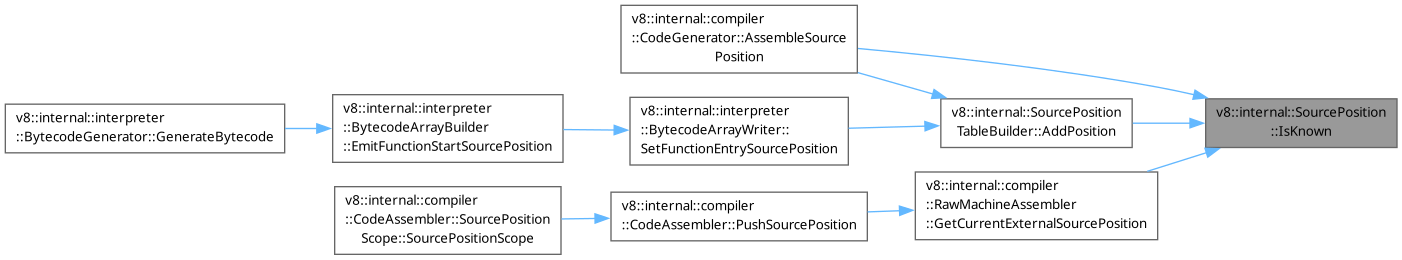 v8::internal::compiler
::CodeGenerator::AssembleSource
Position
v8::internal::interpreter
::BytecodeGenerator::GenerateBytecode
v8::internal::interpreter
::BytecodeArrayBuilder
::EmitFunctionStartSourcePosition
v8::internal::interpreter
::BytecodeArrayWriter::
SetFunctionEntrySourcePosition
v8::internal::SourcePosition
TableBuilder::AddPosition
v8::internal::SourcePosition
::IsKnown
v8::internal::compiler
::CodeAssembler::SourcePosition
Scope::SourcePositionScope
v8::internal::compiler
::CodeAssembler::PushSourcePosition
v8::internal::compiler
::RawMachineAssembler
::GetCurrentExternalSourcePosition